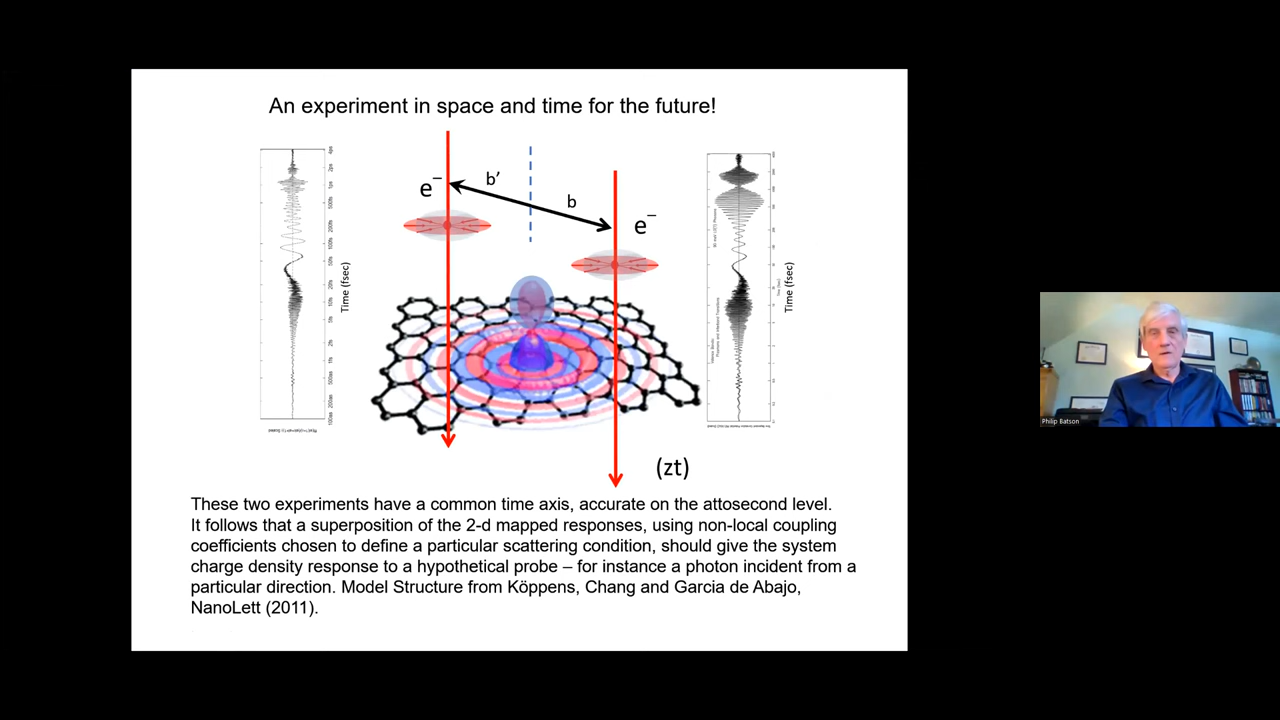 An experiment in space and time for the future!
e⁻
b’
b
e⁻
Time (fsec)
Time (fsec)
(zt)
These two experiments have a common time axis, accurate on the attosecond level.
It follows that a superposition of the 2-d mapped responses, using non-local coupling
coefficients chosen to define a particular scattering condition, should give the system
charge density response to a hypothetical probe – for instance a photon incident from a
particular direction. Model Structure from Köppens, Chang and Garcia de Abajo,
NanoLett (2011).
Philip Batson